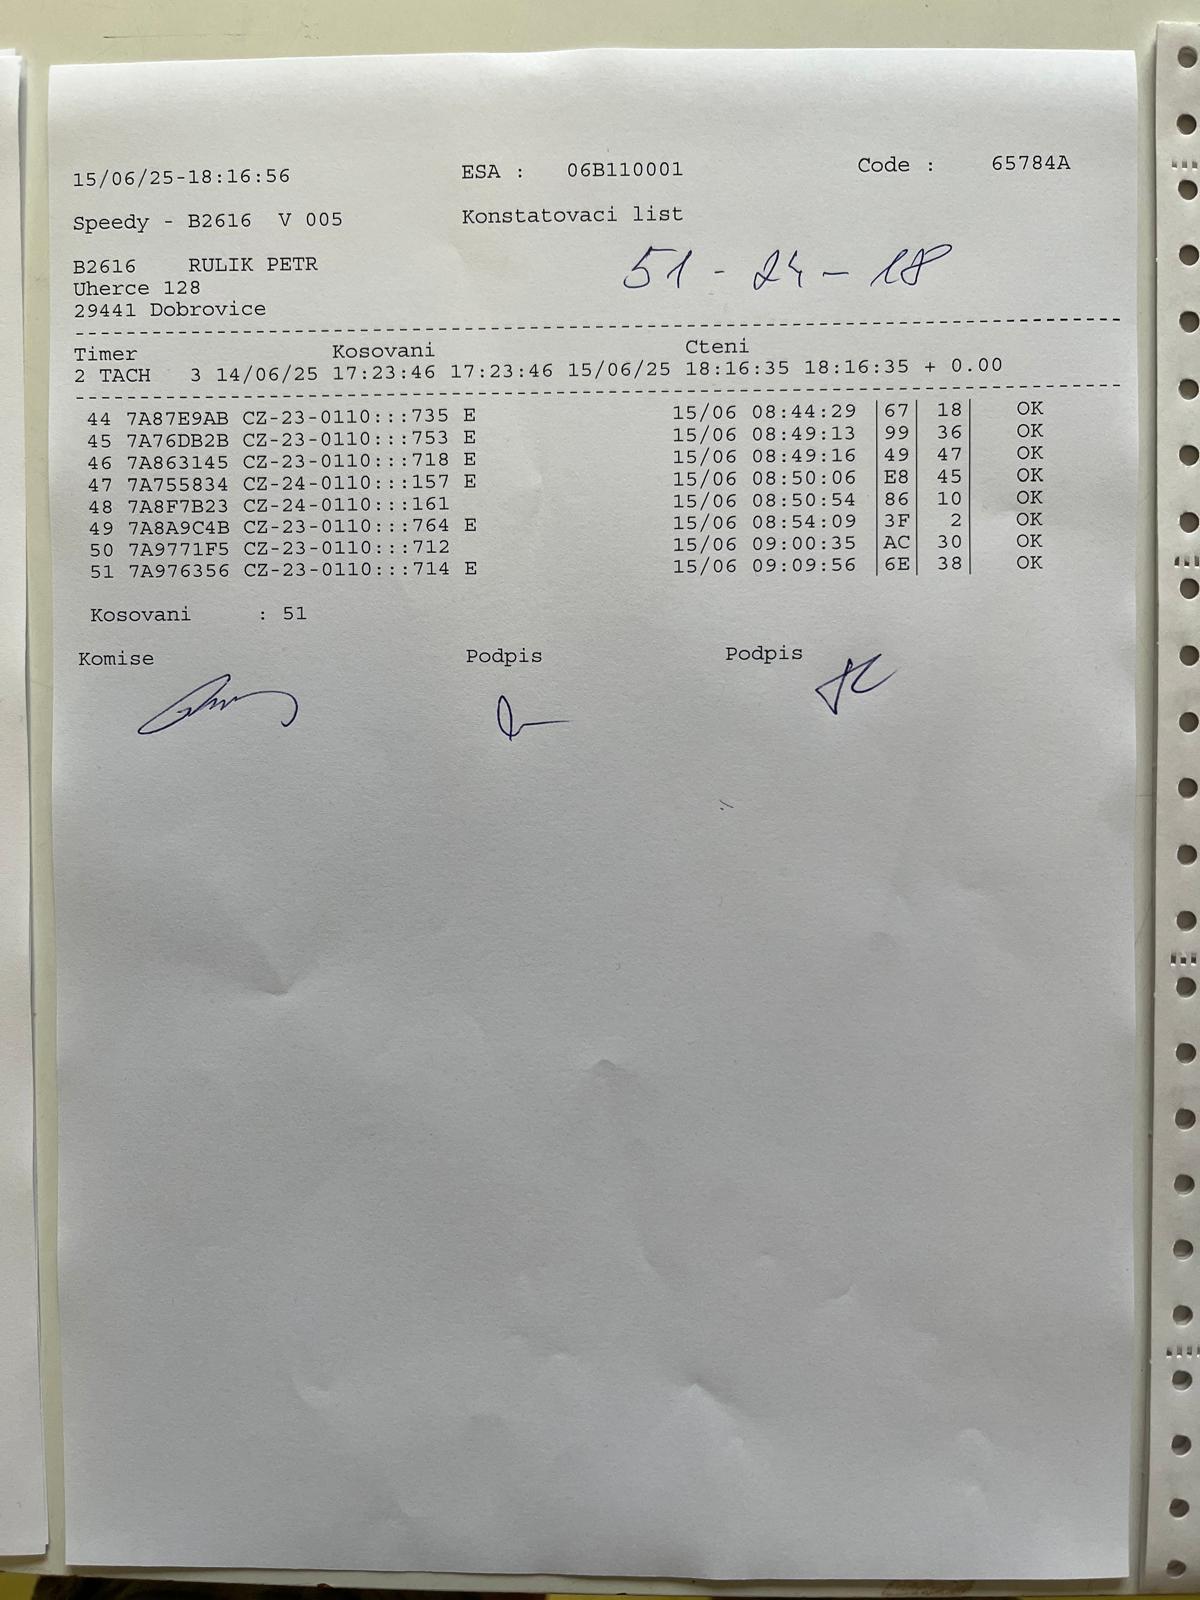 15/06/25-18:16:56 ESA : 06B110001 Code : 65784A
Speedy - B2616 V 005 Konstatovaci list
B2616 RULIK PETR
51 - 24 - 18
Uherce 128
29441 Dobrovice
Timer Kosovani Cteni
2 TACH 3 14/06/25 17:23:46 17:23:46 15/06/25 18:16:35 18:16:35 + 0.00
44 7A87E9AB CZ-23-0110:::735 E 15/06 08:44:29 |67| 18| OK
45 7A76DB2B CZ-23-0110:::753 E 15/06 08:49:13 |99| 36| OK
46 7A863145 CZ-23-0110:::718 E 15/06 08:49:16 |49| 47| OK
47 7A755834 CZ-24-0110:::157 E 15/06 08:50:06 |E8| 45| OK
48 7A8F7B23 CZ-24-0110:::161 15/06 08:50:54 |86| 10| OK
49 7A8A9C4B CZ-23-0110:::764 E 15/06 08:54:09 |3F| 2| OK
50 7A9771F5 CZ-23-0110:::712 15/06 09:00:35 |AC| 30| OK
51 7A976356 CZ-23-0110:::714 E 15/06 09:09:56 |6E| 38| OK
Kosovani : 51
Komise Podpis Podpis